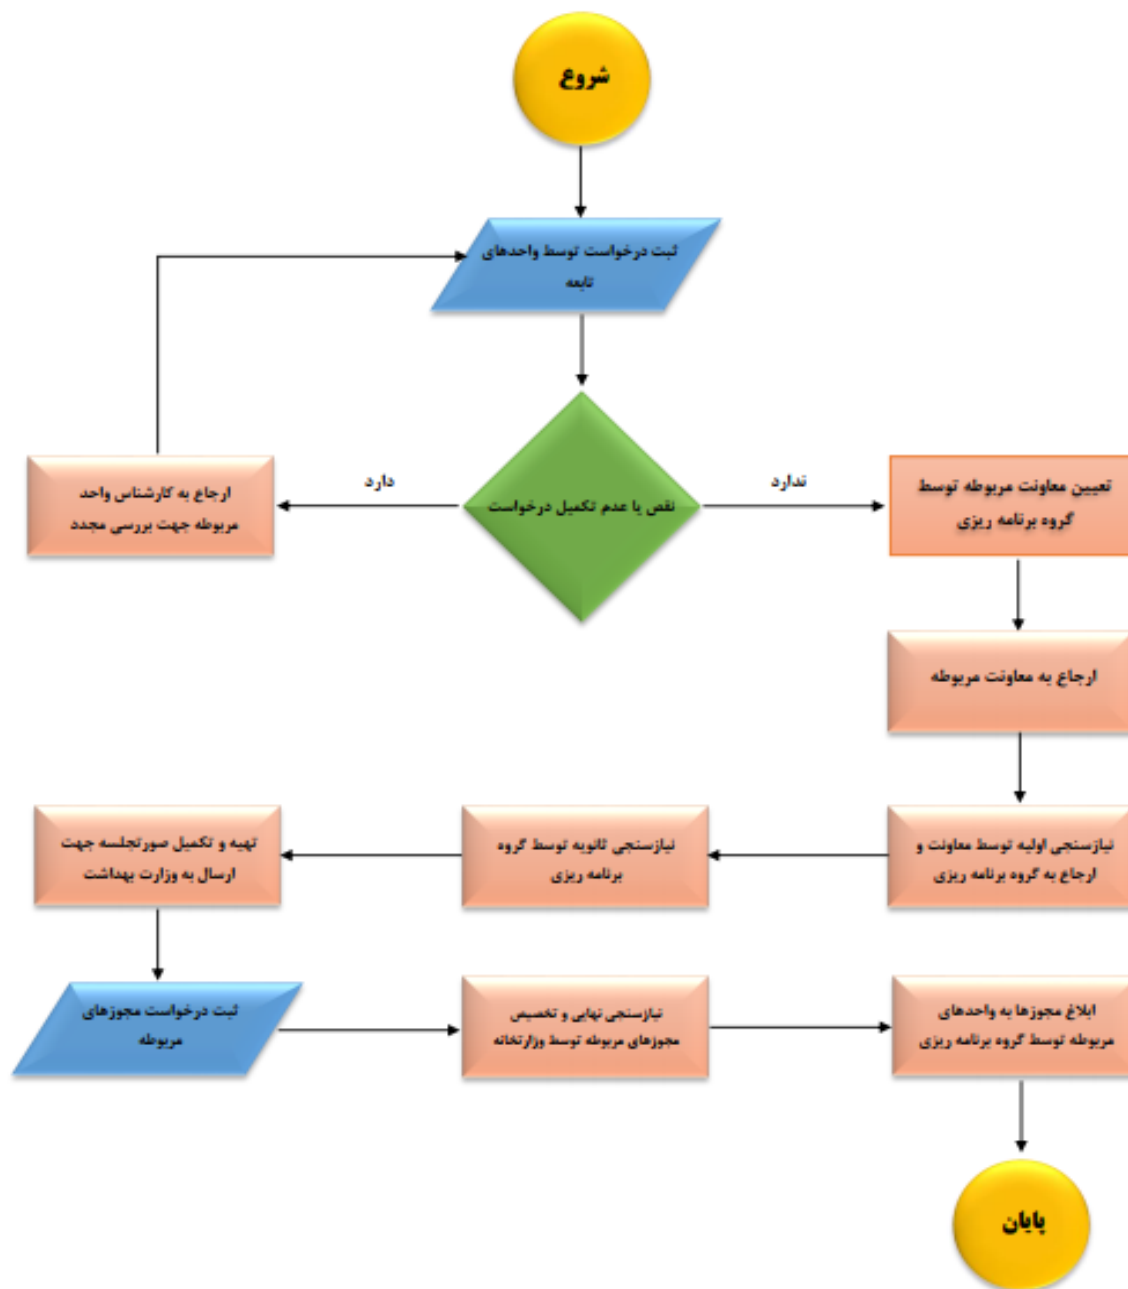 شروع
ثبت درخواست توسط واحدهای
تابعه
نقص یا عدم تکمیل درخواست
دارد
ندارد
ارجاع به کارشناس واحد
مربوطه جهت بررسی مجدد
تعیین معاونت مربوطه توسط
گروه برنامه ریزی
ارجاع به معاونت مربوطه
نیازسنجی اولیه توسط معاونت و
ارجاع به گروه برنامه ریزی
نیازسنجی ثانویه توسط گروه
برنامه ریزی
تهیه و تکمیل صورتجلسه جهت
ارسال به وزارت بهداشت
ثبت درخواست مجوزهای
مربوطه
نیازسنجی نهایی و تخصیص
مجوزهای مربوطه توسط وزارتخانه
ابلاغ مجوزها به واحدهای
مربوطه توسط گروه برنامه ریزی
پایان